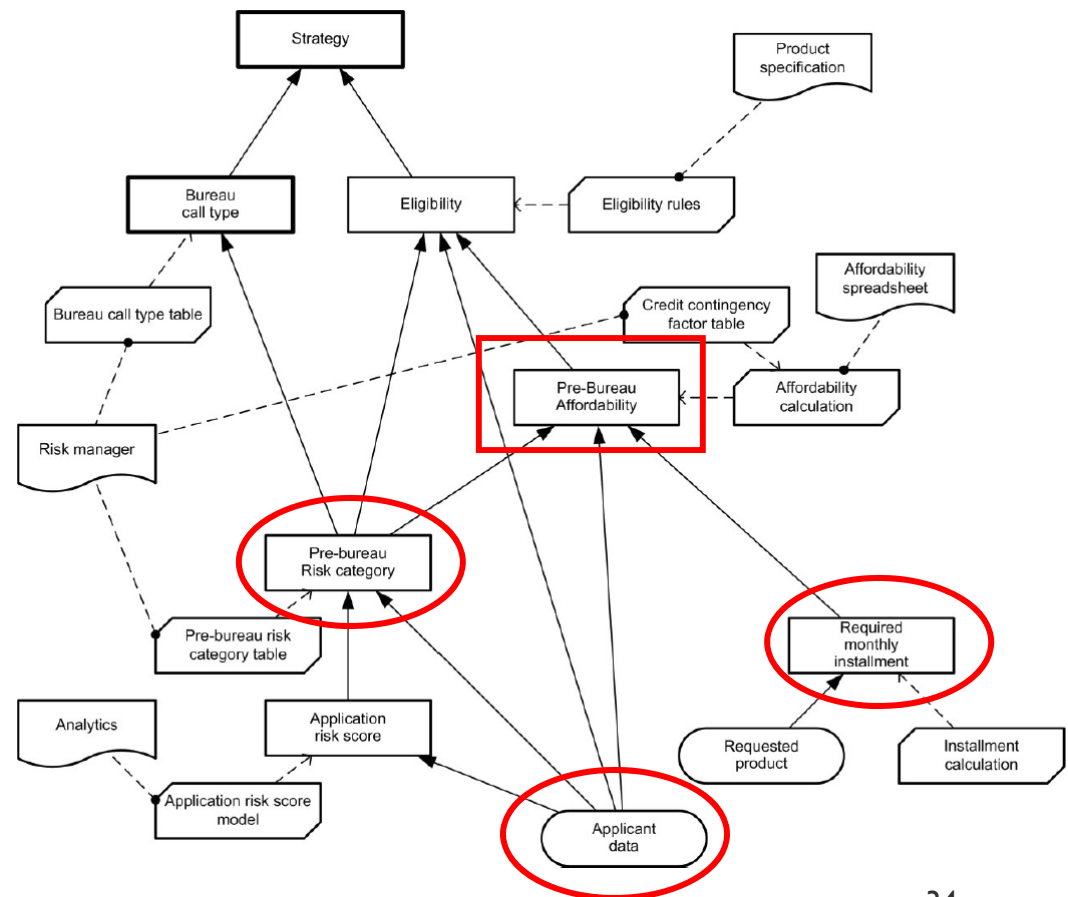 Strategy
Product
specification
Bureau
call type
Eligibility
Eligibility rules
Affordability
spreadsheet
Bureau call type table
Credit contingency
factor table
Pre-Bureau
Affordability
Affordability
calculation
Risk manager
Pre-bureau
Risk category
Required
monthly
installment
Pre-bureau risk
category table
Analytics
Application
risk score
Requested
product
Installment
calculation
Application risk score
model
Applicant
data